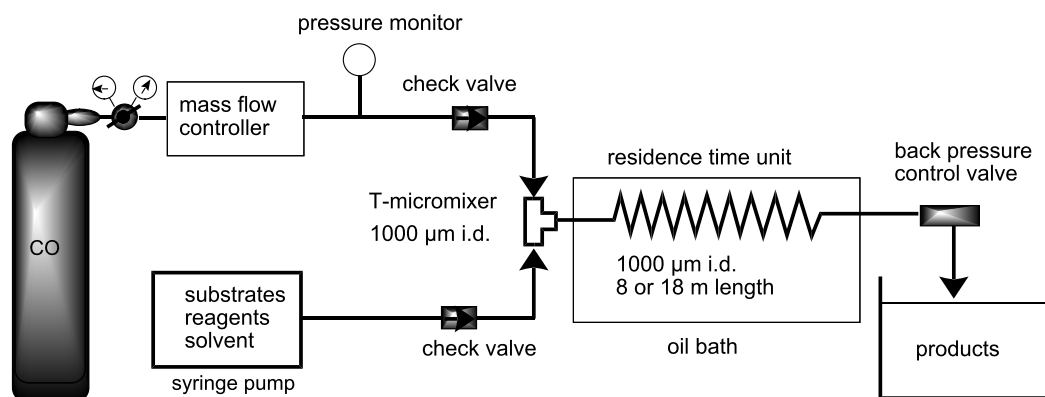 pressure monitor
check valve
mass flow
controller
CO
T-micromixer
1000 µm i.d.
residence time unit
1000 µm i.d.
8 or 18 m length
oil bath
back pressure
control valve
substrates
reagents
solvent
syringe pump
check valve
products